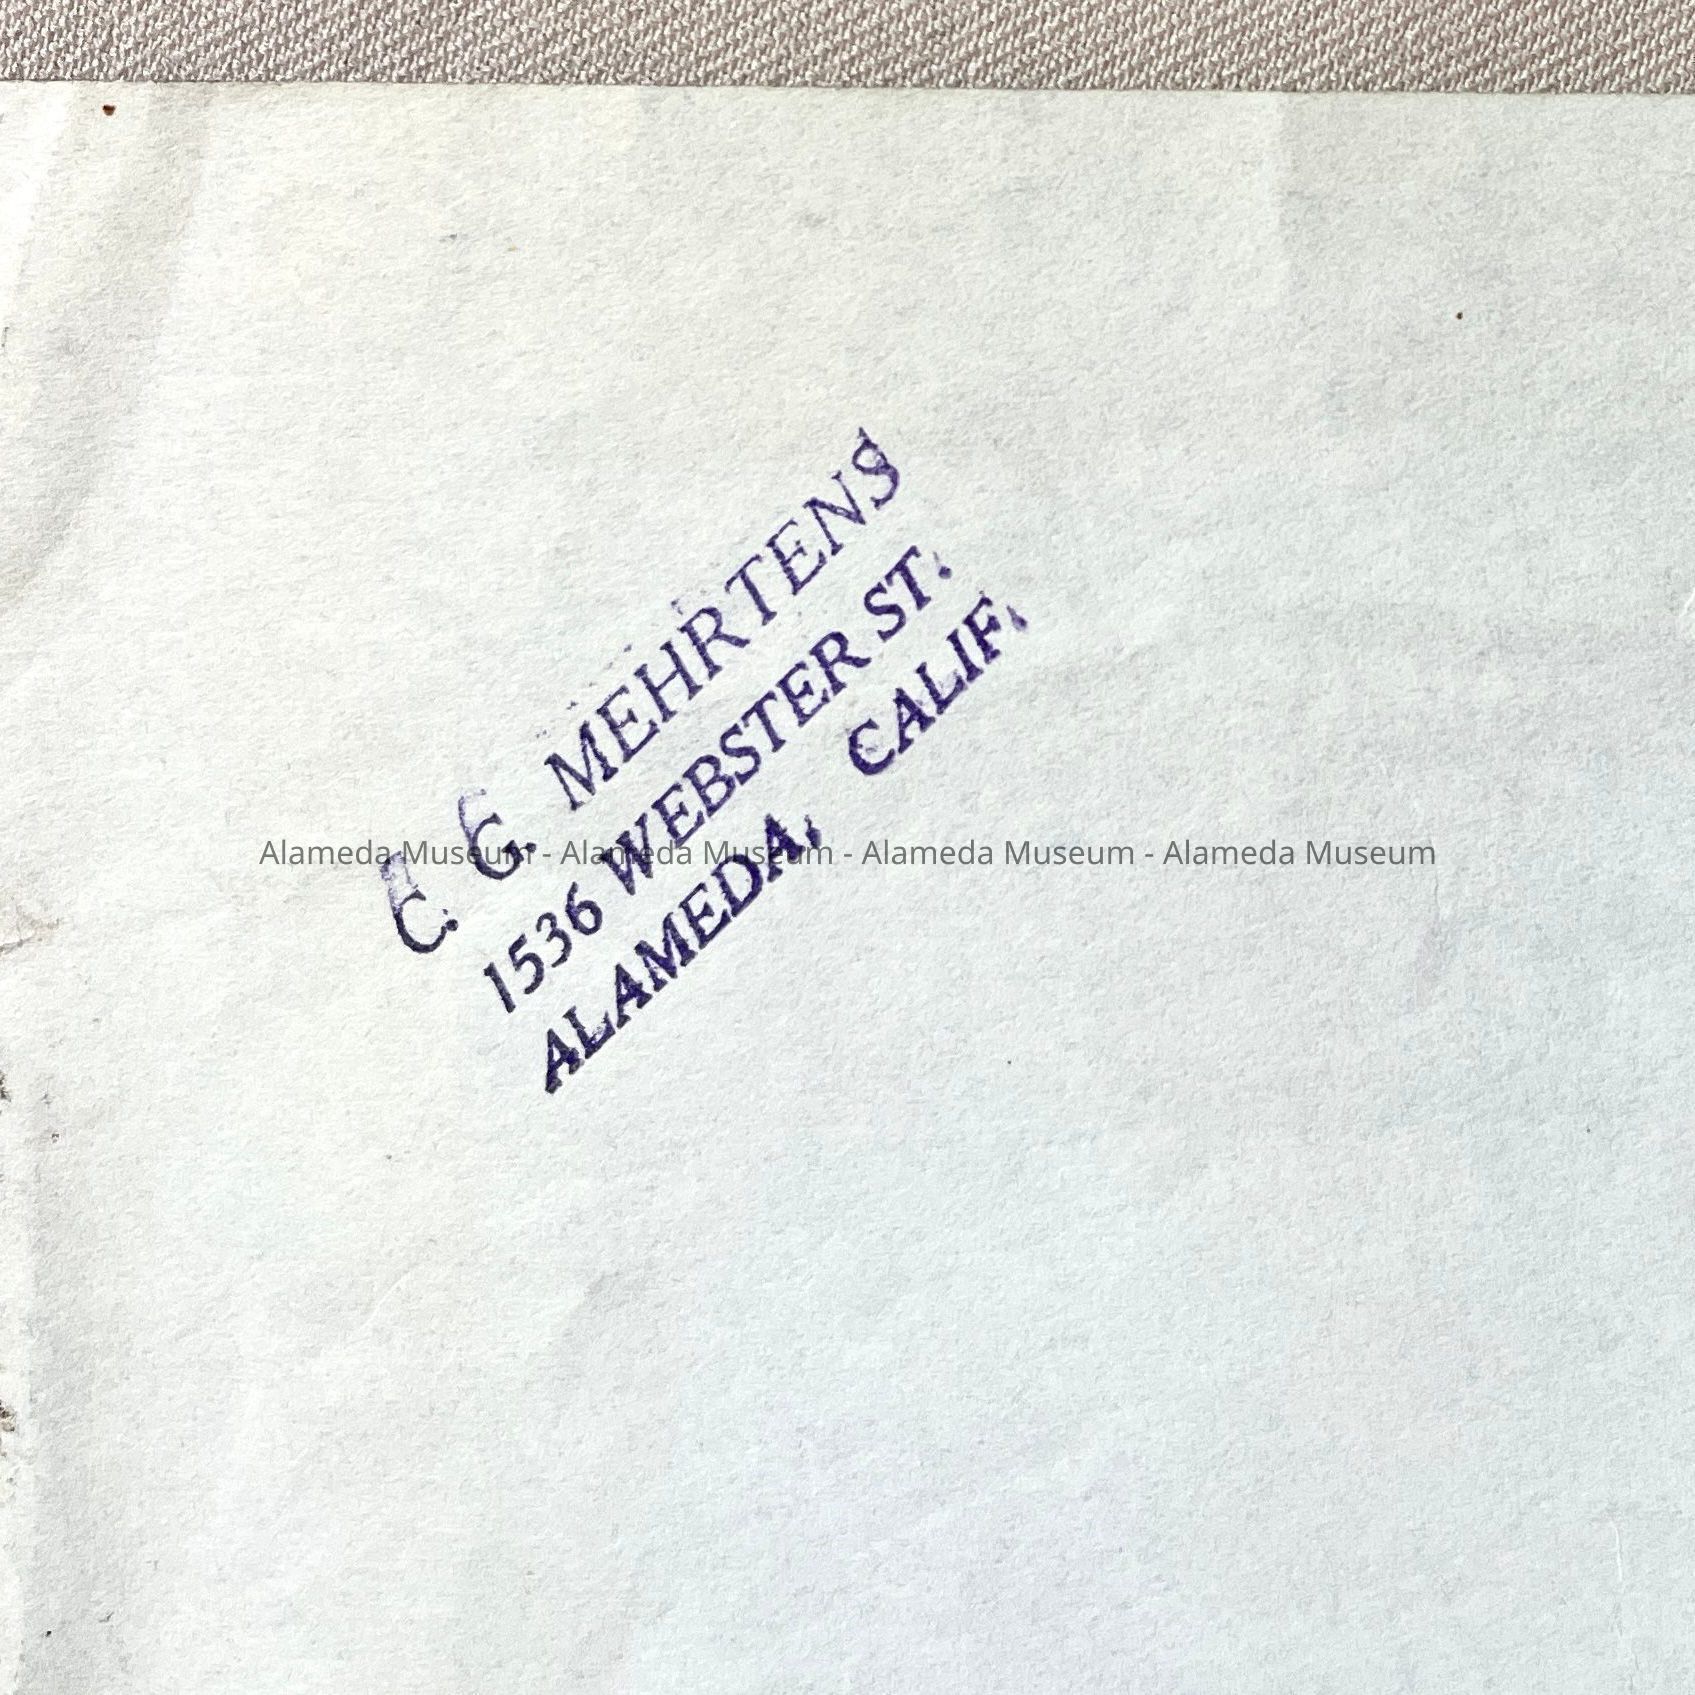 C. G. MEHRTENS
1536 WEBSTER ST.
ALAMEDA, CALIF.
Alameda Museum - Alameda Museum - Alameda Museum - Alameda Museum